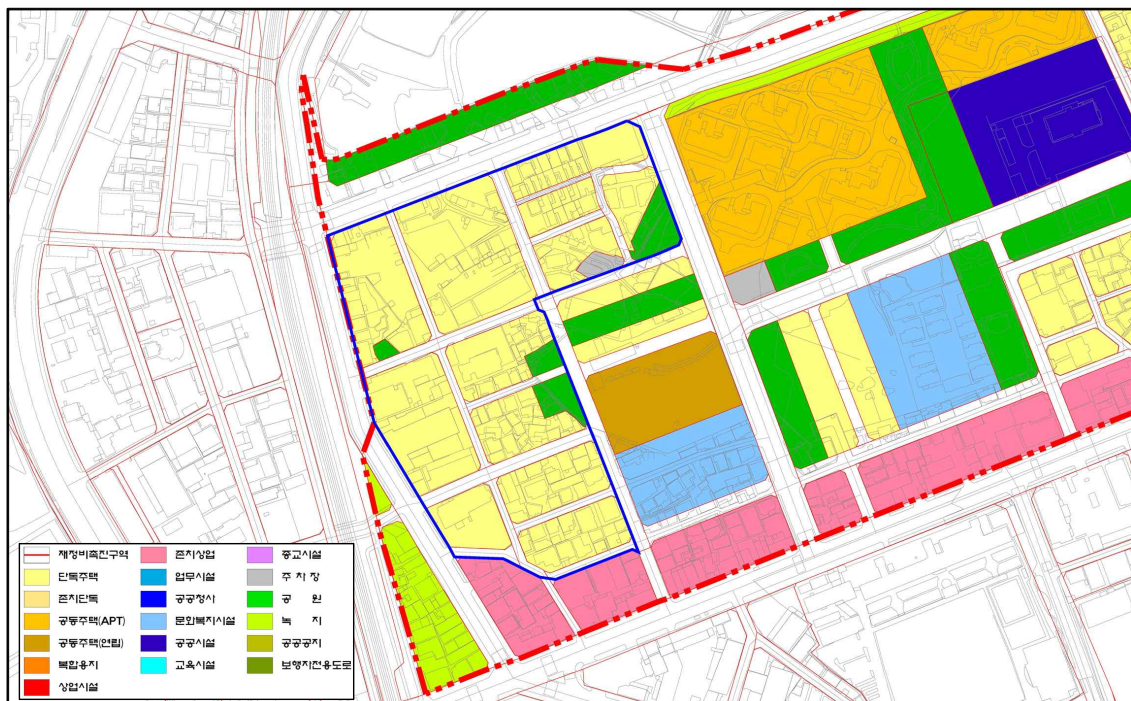 재정비촉진구역 존치상업 종교시설
단독주택 업무시설 주 차 장
존치단독 공공청사 공 원
공동주택(APT) 문화복지시설 녹 지
공동주택(연립) 공공시설 공공공지
복합용지 교육시설 보행자전용도로
상업시설